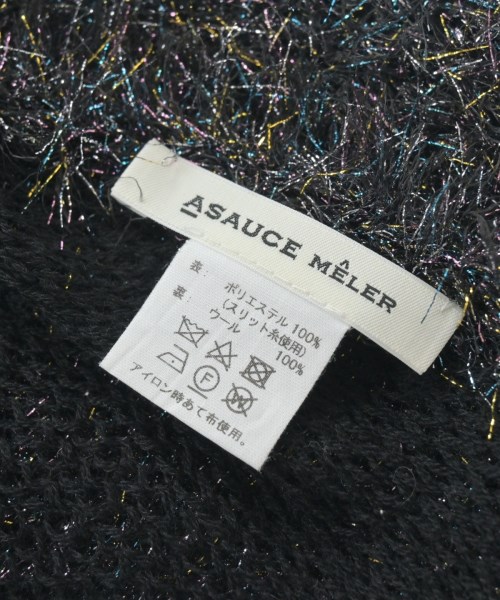 ASAUCE MÊLER
表: ポリエステル 100%
(スリット糸使用)
裏: ウール 100%
F W
アイロン時あて布使用。